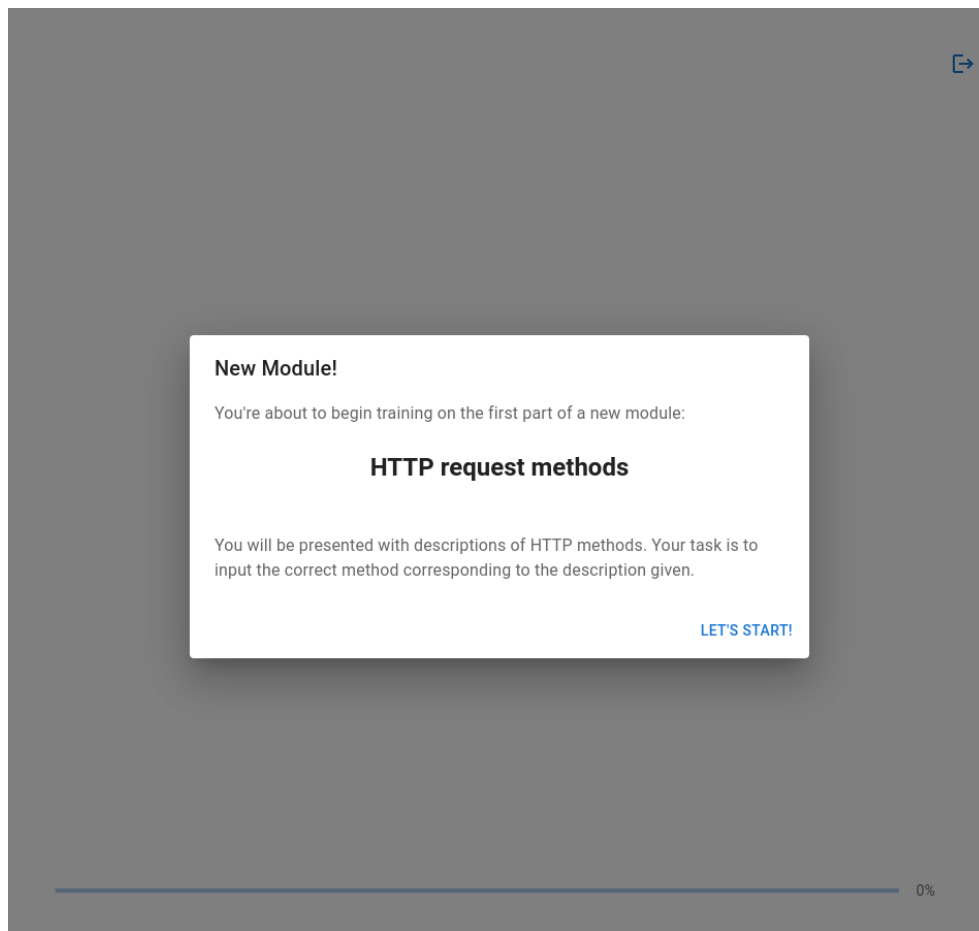 New Module!
You're about to begin training on the first part of a new module:
HTTP request methods
You will be presented with descriptions of HTTP methods. Your task is to
input the correct method corresponding to the description given.
LET'S START!
0%